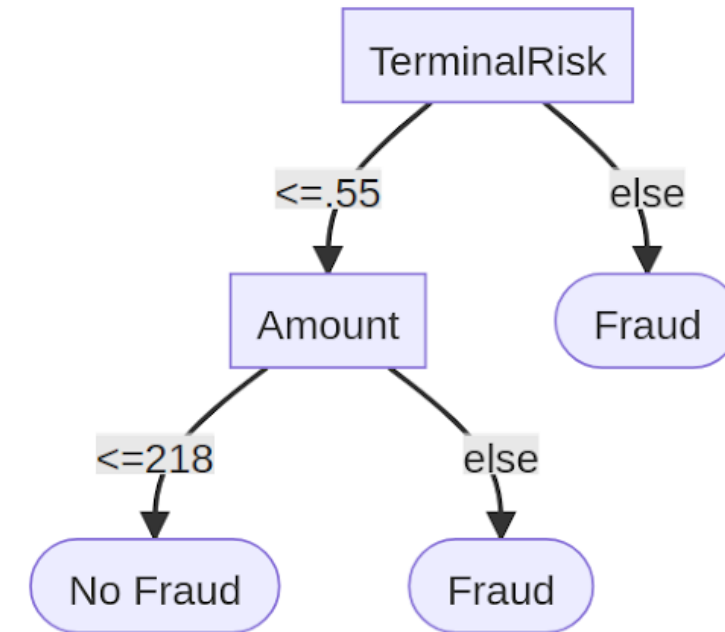 TerminalRisk
<=.55
else
Amount
Fraud
<=218
else
No Fraud
Fraud